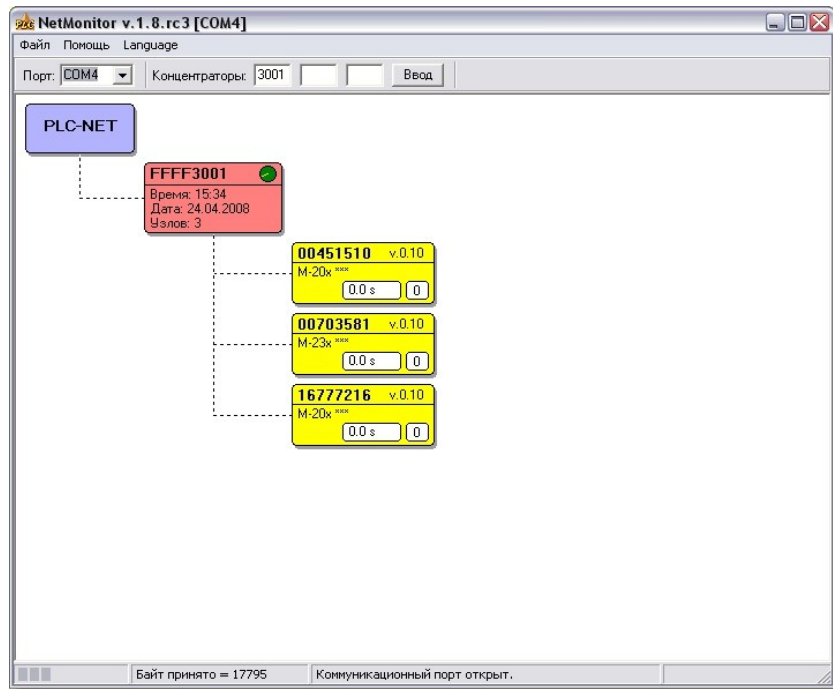 NetMonitor v.1.8.rc3 [COM4]
Файл Помощь Language
Порт: COM4 Концентраторы: 3001 Ввод
PLC-NET
FFFF3001
Время: 15:34
Дата: 24.04.2008
Узлов: 3
00451510 v.0.10
M-20x ***
0.0 s 0
00703581 v.0.10
M-23x ***
0.0 s 0
16777216 v.0.10
M-20x ***
0.0 s 0
Байт принято = 17795 Коммуникационный порт открыт.